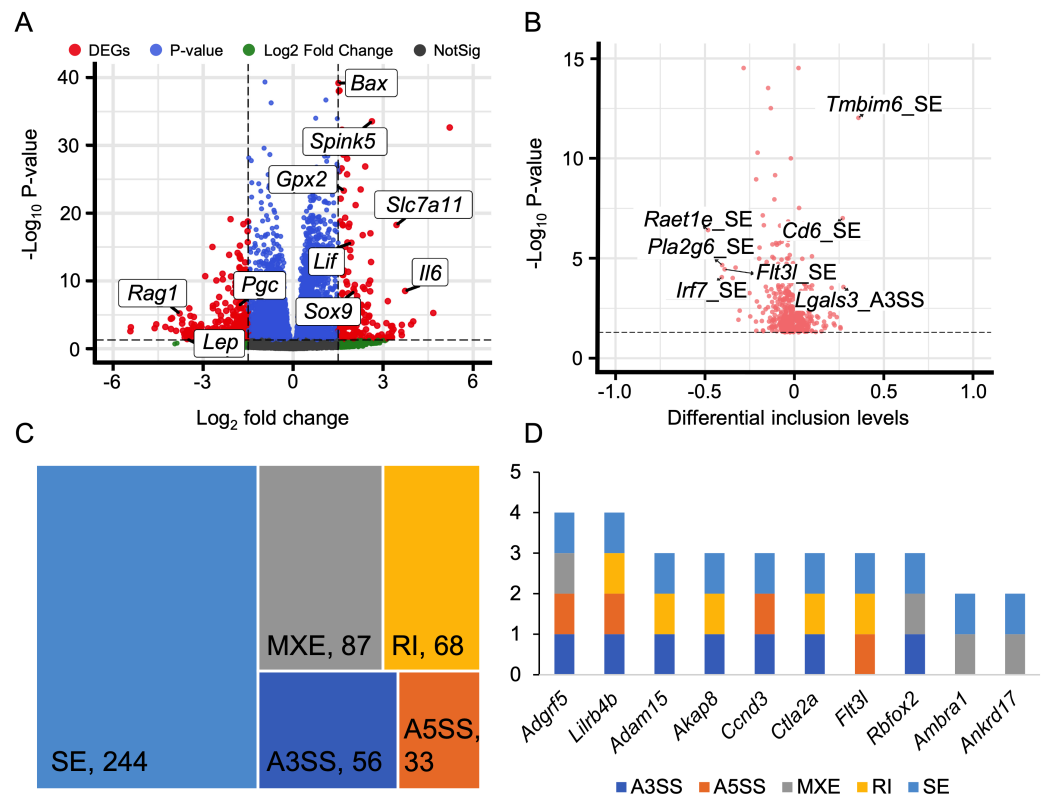 A
DEGs P-value Log2 Fold Change NotSig
-Log10 P-value
40
30
20
10
0
Bax
Spink5
Gpx2
Slc7a11
Lif
Il6
Rag1
Pgc
Sox9
Lep
-6 -3 0 3 6
Log2 fold change
B
-Log10 P-value
15
10
5
0
Tmbim6_SE
Raet1e_SE
Cd6_SE
Pla2g6_SE
Flt3l_SE
Irf7_SE
Lgals3_A3SS
-1.0 -0.5 0 0.5 1.0
Differential inclusion levels
C
SE, 244
MXE, 87
RI, 68
A3SS, 56
A5SS,
33
D
5
4
3
2
1
0
Adgrf5 Lilrb4b Adam15 Akap8 Ccnd3 Ctla2a Flt3l Rbfox2 Ambra1 Ankrd17
A3SS A5SS MXE RI SE